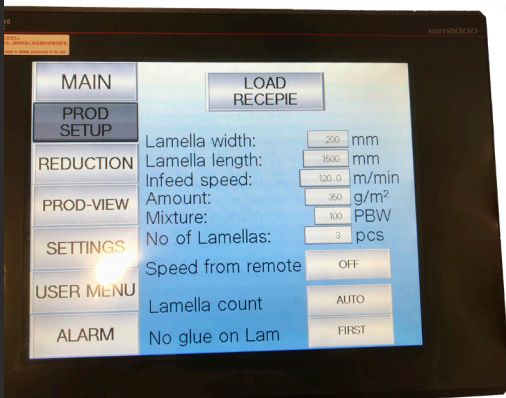 GOT2000
MAIN
LOAD
RECEPIE
PROD
SETUP
REDUCTION
PROD-VIEW
SETTINGS
USER MENU
ALARM
Lamella width: 200 mm
Lamella length: 1500 mm
Infeed speed: 120.0 m/min
Amount: 350 g/m²
Mixture: 100 PBW
No of Lamellas: 3 pcs
Speed from remote OFF
Lamella count AUTO
No glue on Lam FIRST